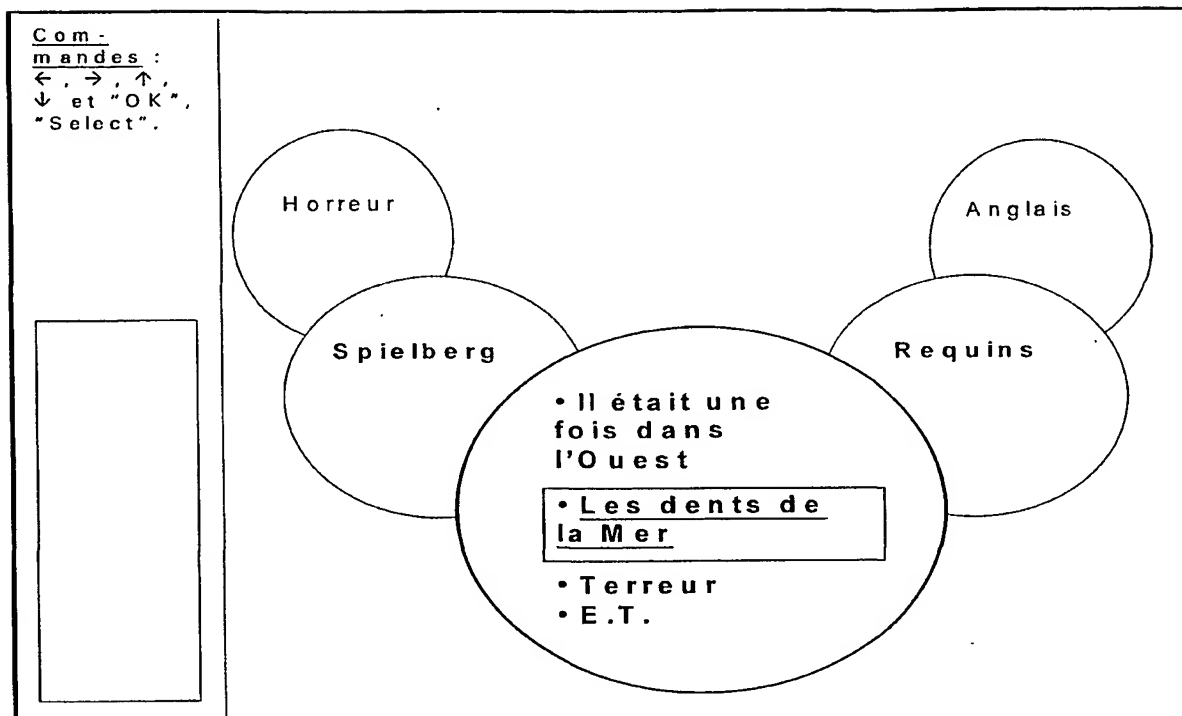 Com-
mandes :
←, →, ↑,
↓ et "OK",
"Select".
Horreur
Anglais
Spielberg
Requins
• Il était une
fois dans
l'Ouest
• Les dents de
la Mer
• Terreur
• E.T.